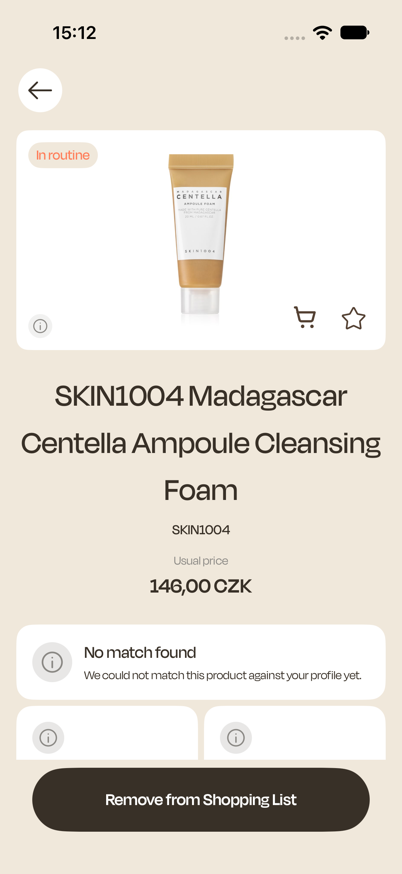 15:12
In routine
CENTELLA
AMPOULE FOAM
SKIN1004
SKIN1004 Madagascar
Centella Ampoule Cleansing
Foam
SKIN1004
Usual price
146,00 CZK
No match found
We could not match this product against your profile yet.
Remove from Shopping List